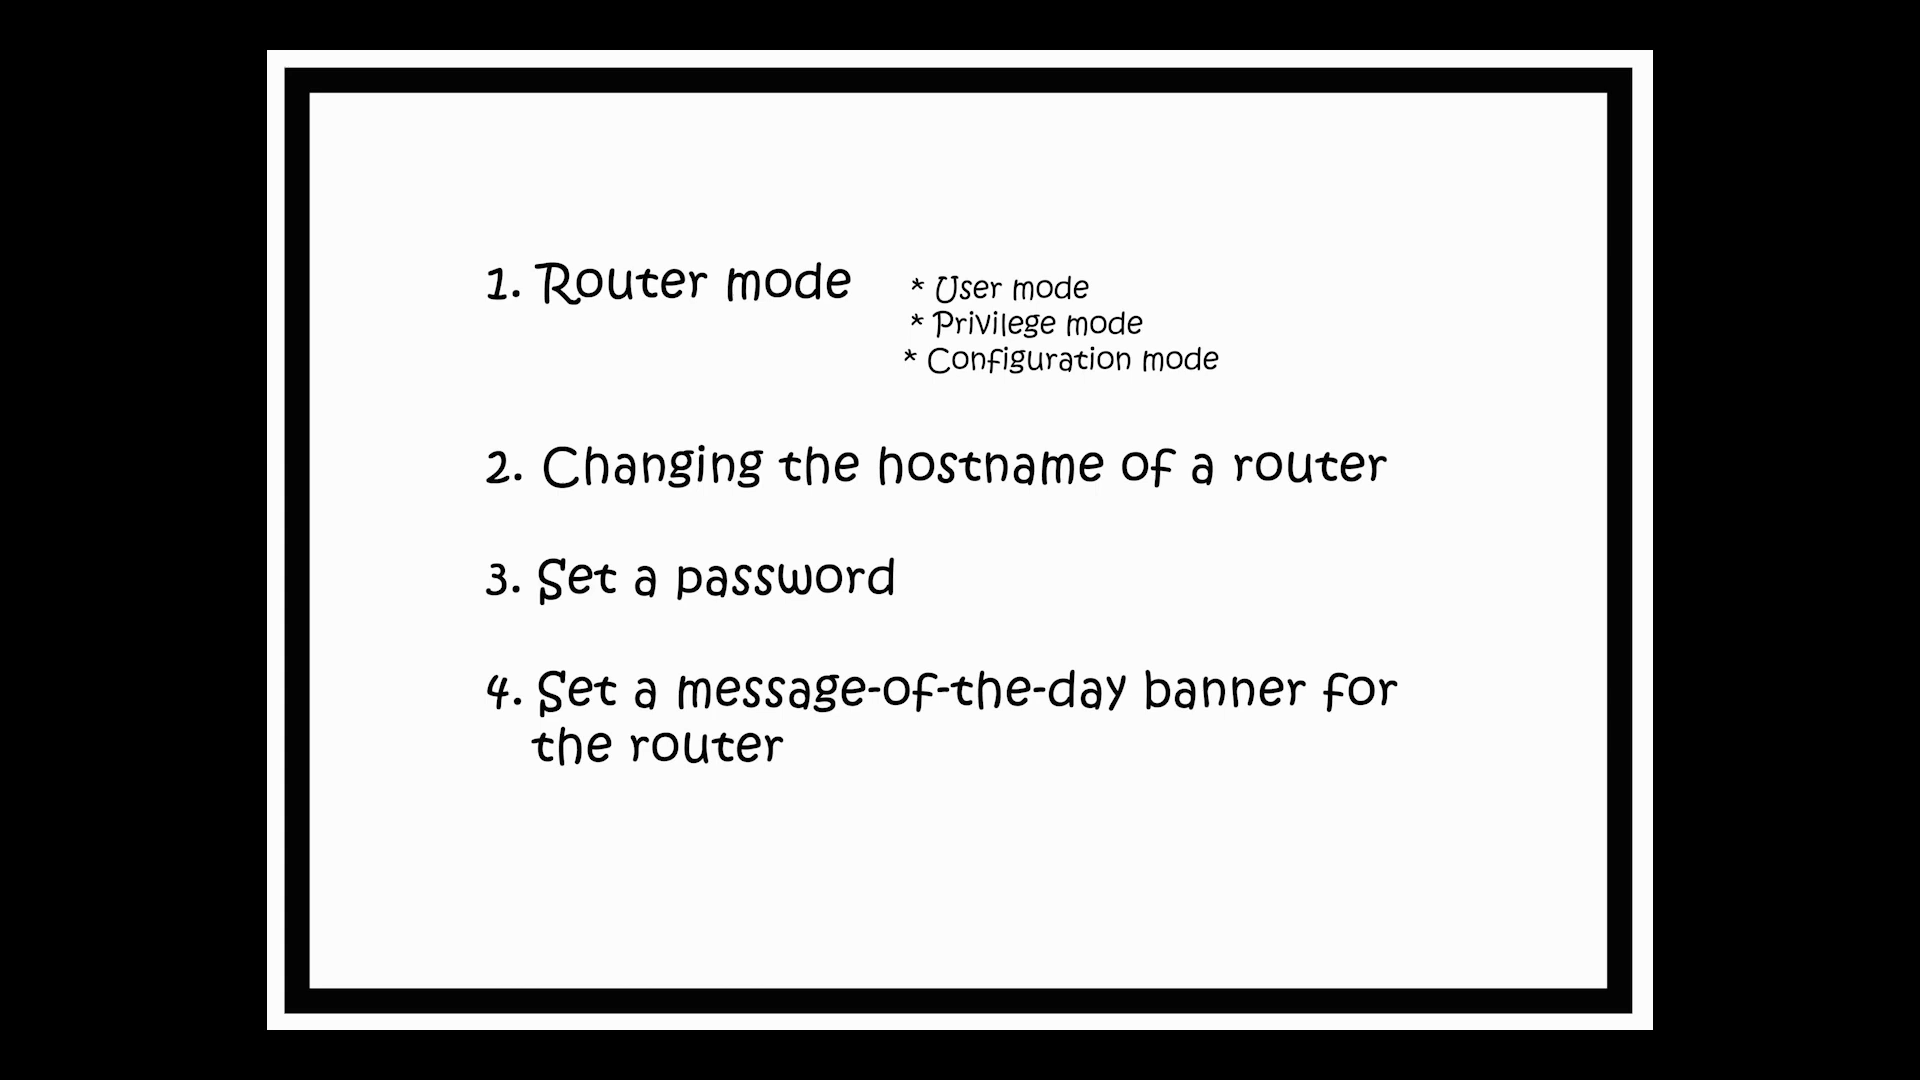 1. Router mode
* User mode
* Privilege mode
* Configuration mode
2. Changing the hostname of a router
3. Set a password
4. Set a message-of-the-day banner for
the router